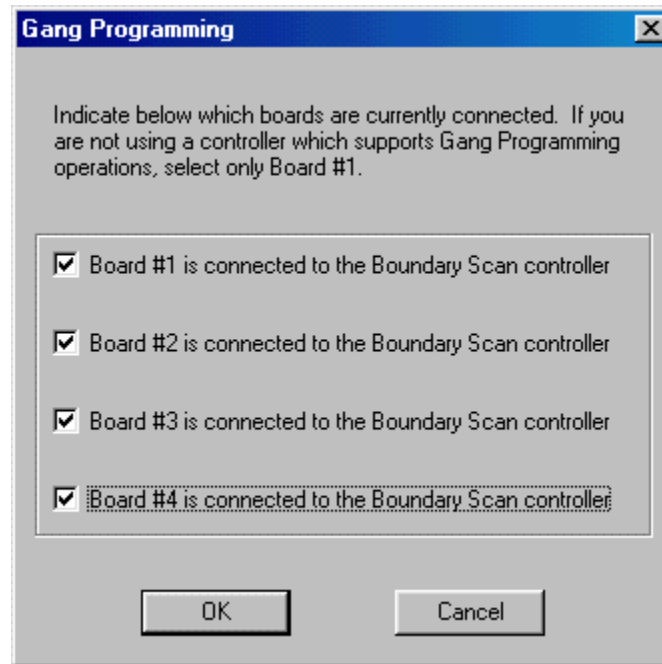 Gang Programming
Indicate below which boards are currently connected.  If you
are not using a controller which supports Gang Programming
operations, select only Board #1.
Board #1 is connected to the Boundary Scan controller
Board #2 is connected to the Boundary Scan controller
Board #3 is connected to the Boundary Scan controller
Board #4 is connected to the Boundary Scan controller
OK
Cancel